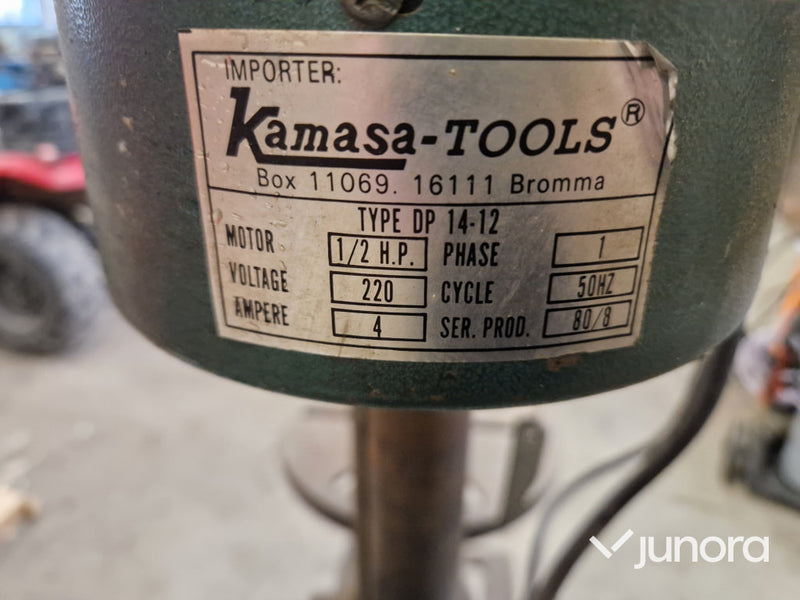 IMPORTER:
Kamasa-TOOLS®
Box 11069. 16111 Bromma
TYPE DP 14-12
MOTOR 1/2 H.P. PHASE 1
VOLTAGE 220 CYCLE 50HZ
AMPERE 4 SER. PROD. 80/8
junora